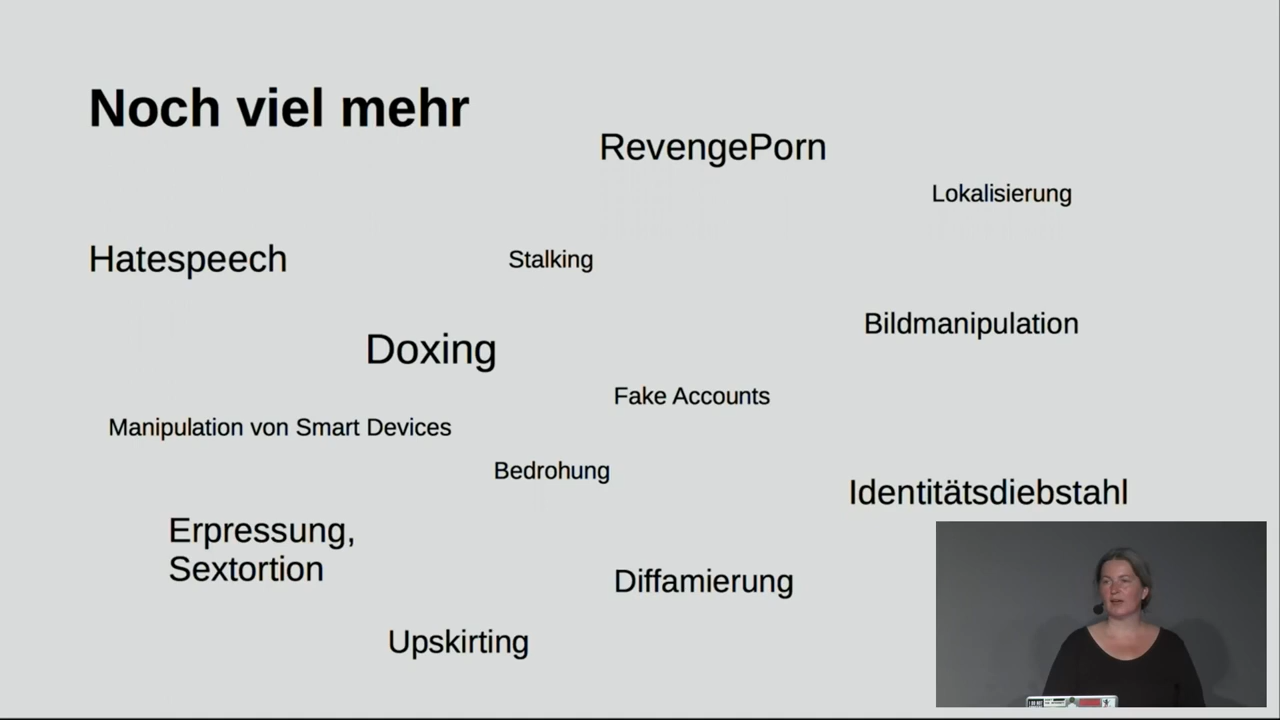 Noch viel mehr
RevengePorn
Lokalisierung
Hatespeech
Stalking
Bildmanipulation
Doxing
Fake Accounts
Manipulation von Smart Devices
Bedrohung
Identitätsdiebstahl
Erpressung,
Sextortion
Diffamierung
Upskirting